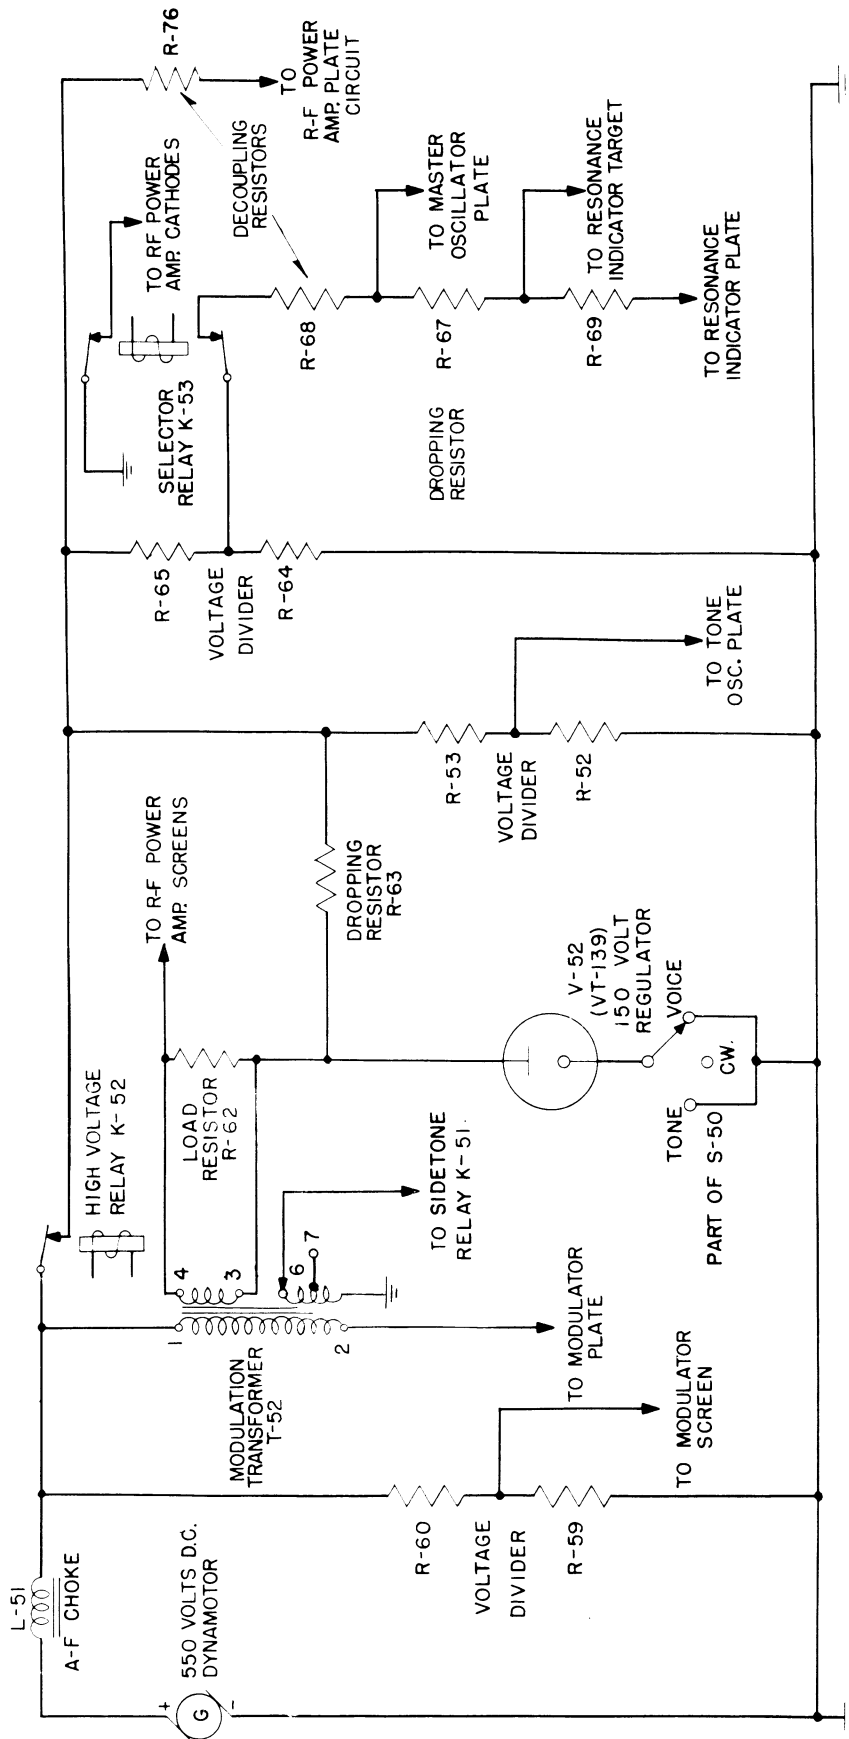 L-51
A-F CHOKE
550 VOLTS D.C.
DYNAMOTOR
+
G
-
R-60
VOLTAGE
DIVIDER
R-59
TO MODULATOR
SCREEN
MODULATION
TRANSFORMER
T-52
1
2
4
3
6
7
TO MODULATOR
PLATE
HIGH VOLTAGE
RELAY K-52
LOAD
RESISTOR
R-62
TO SIDETONE
RELAY K-51
TO R-F POWER
AMP. SCREENS
DROPPING
RESISTOR
R-63
V-52
(VT-139)
150 VOLT
REGULATOR
VOICE
CW.
TONE
PART OF S-50
R-53
VOLTAGE
DIVIDER
R-52
TO TONE
OSC. PLATE
R-65
VOLTAGE
DIVIDER
R-64
SELECTOR
RELAY K-53
TO RF POWER
AMP. CATHODES
DECOUPLING
RESISTORS
R-68
R-67
R-69
DROPPING
RESISTOR
TO MASTER
OSCILLATOR
PLATE
TO RESONANCE
INDICATOR TARGET
TO RESONANCE
INDICATOR PLATE
R-76
TO
R-F POWER
AMP. PLATE
CIRCUIT